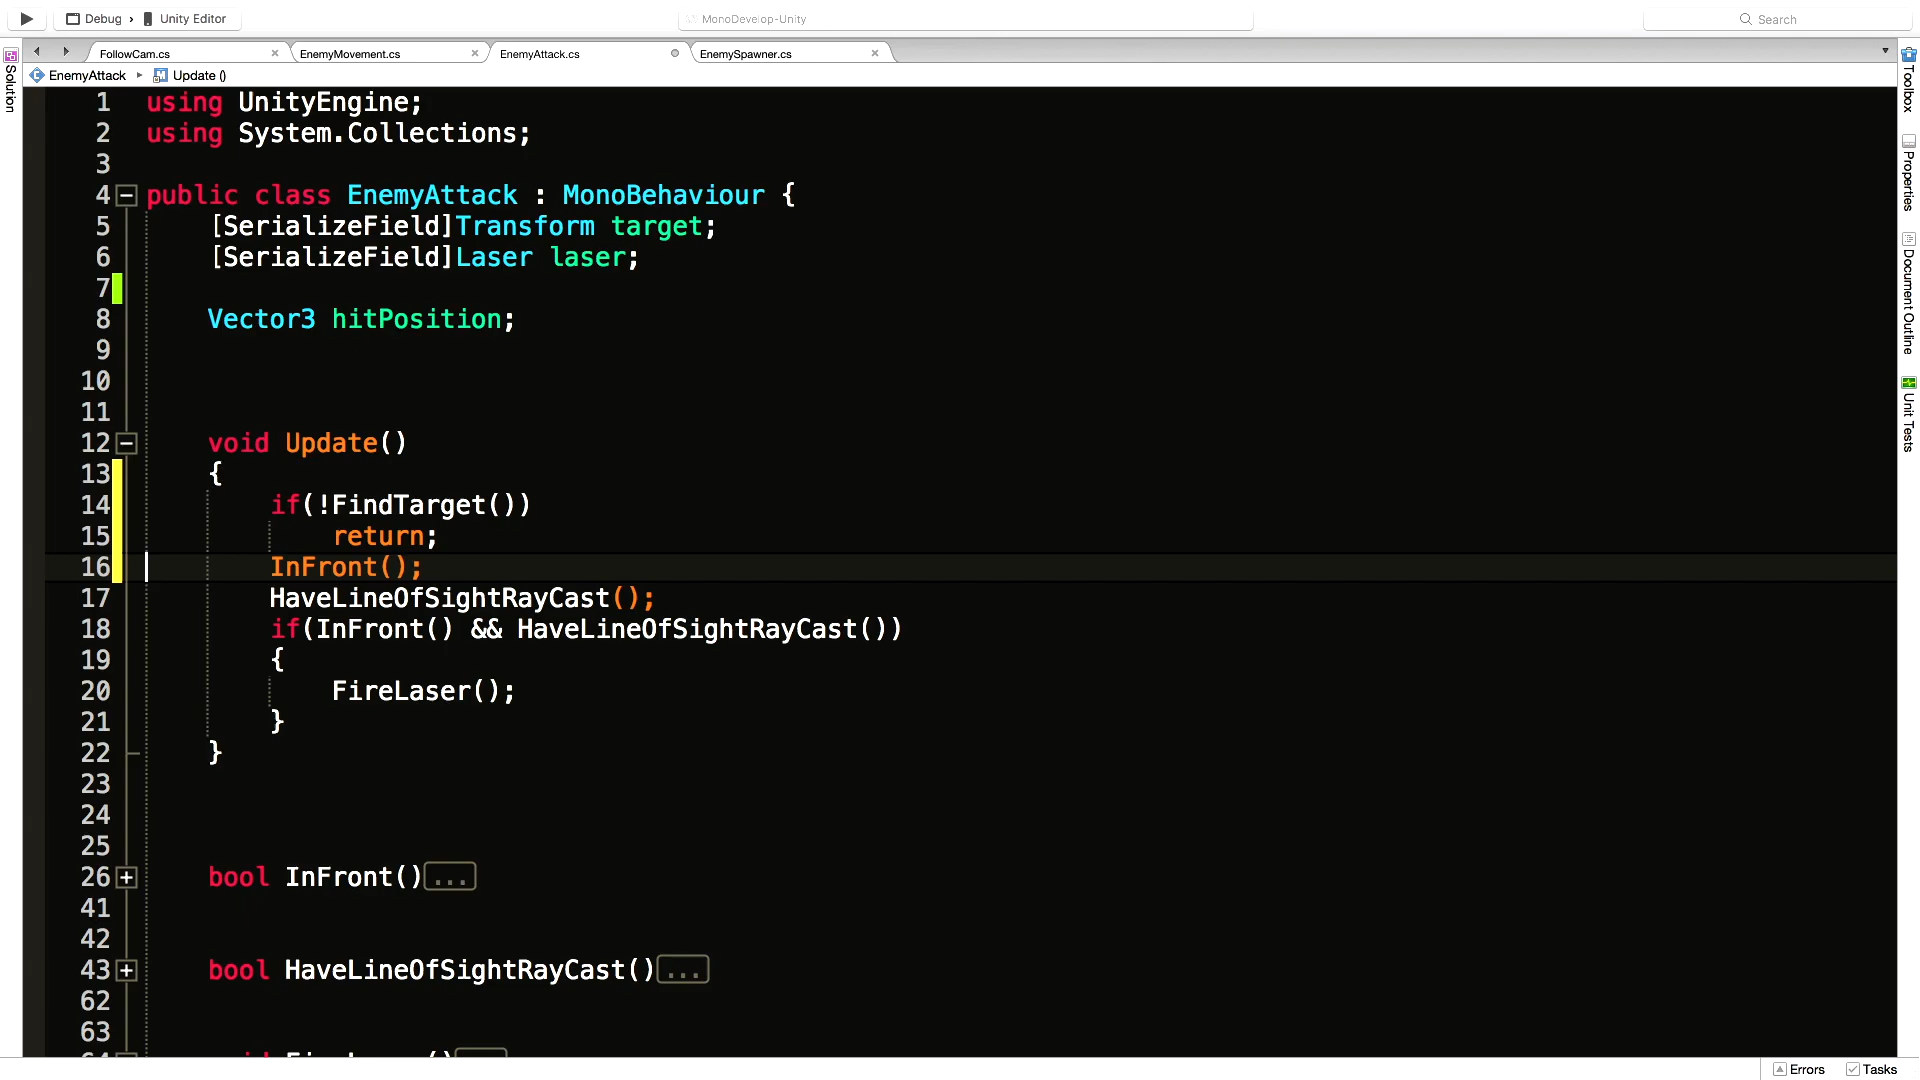 Debug › Unity Editor
MonoDevelop-Unity
Search
FollowCam.cs
EnemyMovement.cs
EnemyAttack.cs
EnemySpawner.cs
EnemyAttack
Update ()
Solution
Toolbox
Properties
Document Outline
Unit Tests
1 using UnityEngine;
2 using System.Collections;
3
4 public class EnemyAttack : MonoBehaviour {
5 [SerializeField]Transform target;
6 [SerializeField]Laser laser;
7
8 Vector3 hitPosition;
9
10
11
12 void Update()
13 {
14 if(!FindTarget())
15 return;
16 InFront();
17 HaveLineOfSightRayCast();
18 if(InFront() && HaveLineOfSightRayCast())
19 {
20 FireLaser();
21 }
22 }
23
24
25
26 bool InFront()...
41
42
43 bool HaveLineOfSightRayCast()...
62
63
Errors
Tasks